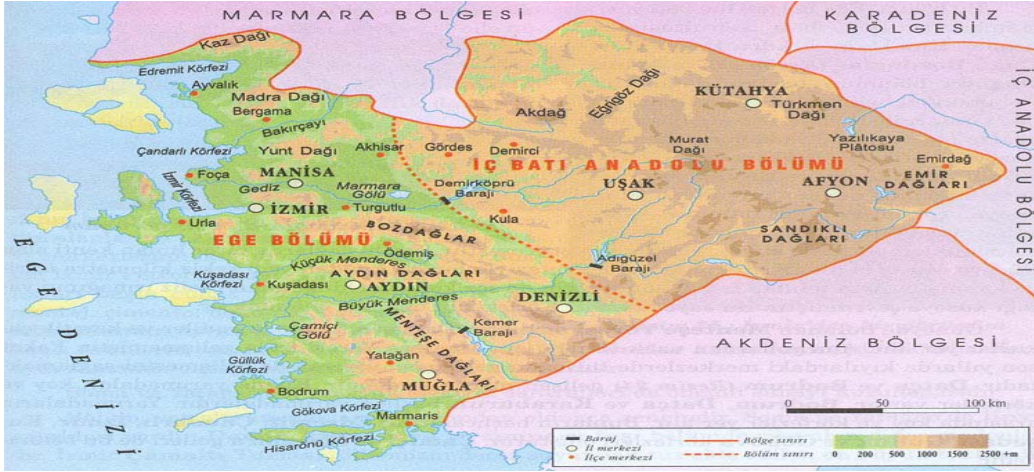 MARMARA BÖLGESİ
KARADENİZ
BÖLGESİ
İÇ ANADOLU BÖLGESİ
Kaz Dağı
Edremit Körfezi
Ayvalık
Madra Dağı
Bergama
Bakırçayı
Çandarlı Körfezi
Yunt Dağı
Akhisar
Gördes
Demirci
Akdağ
Eğrigöz Dağı
KÜTAHYA
Türkmen
Dağı
Murat
Dağı
Yazılıkaya
Plâtosu
Emirdağ
EMİR
DAĞLARI
İÇ BATI ANADOLU BÖLÜMÜ
Foça
MANİSA
Gediz
Marmara
Gölü
Demirköprü
Barajı
UŞAK
AFYON
İzmir Körfezi
İZMİR
Turgutlu
Kula
Urla
EGE BÖLÜMÜ
BOZDAĞLAR
Ödemiş
SANDIKLI
DAĞLARI
Adıgüzel
Barajı
Küçük Menderes
Kuşadası
Körfezi
Kuşadası
AYDIN DAĞLARI
AYDIN
Büyük Menderes
DENİZLİ
Çamiçi
Gölü
MENTEŞE DAĞLARI
Kemer
Barajı
AKDENİZ BÖLGESİ
Güllük
Körfezi
Yatağan
MUĞLA
Bodrum
Gökova Körfezi
Marmaris
Hisarönü Körfezi
EGE DENİZİ
0 50 100 km
Baraj
İl merkezi
İlçe merkezi
Bölge sınırı
Bölüm sınırı
0 200 500 1000 1500 2500 +m